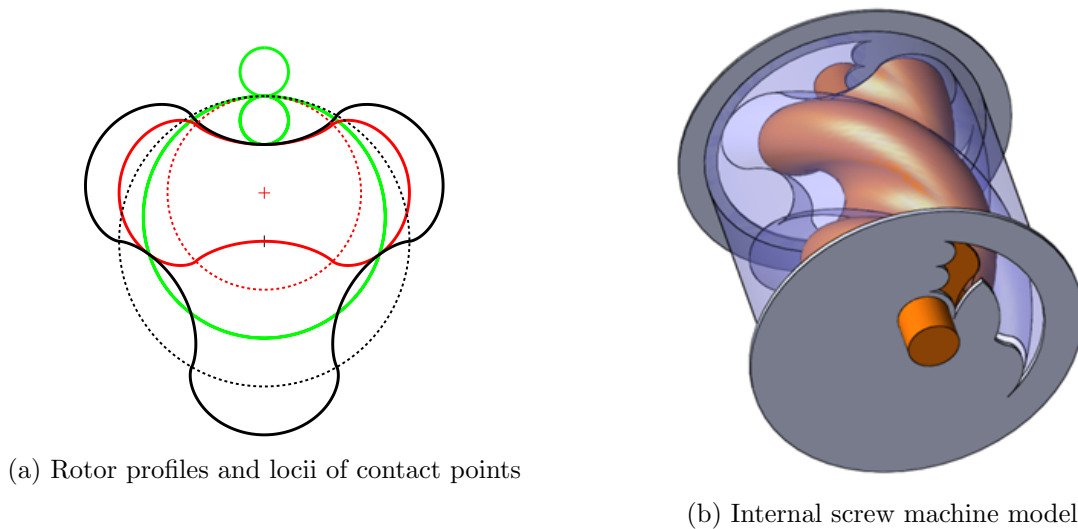 (a) Rotor profiles and locii of contact points
(b) Internal screw machine model